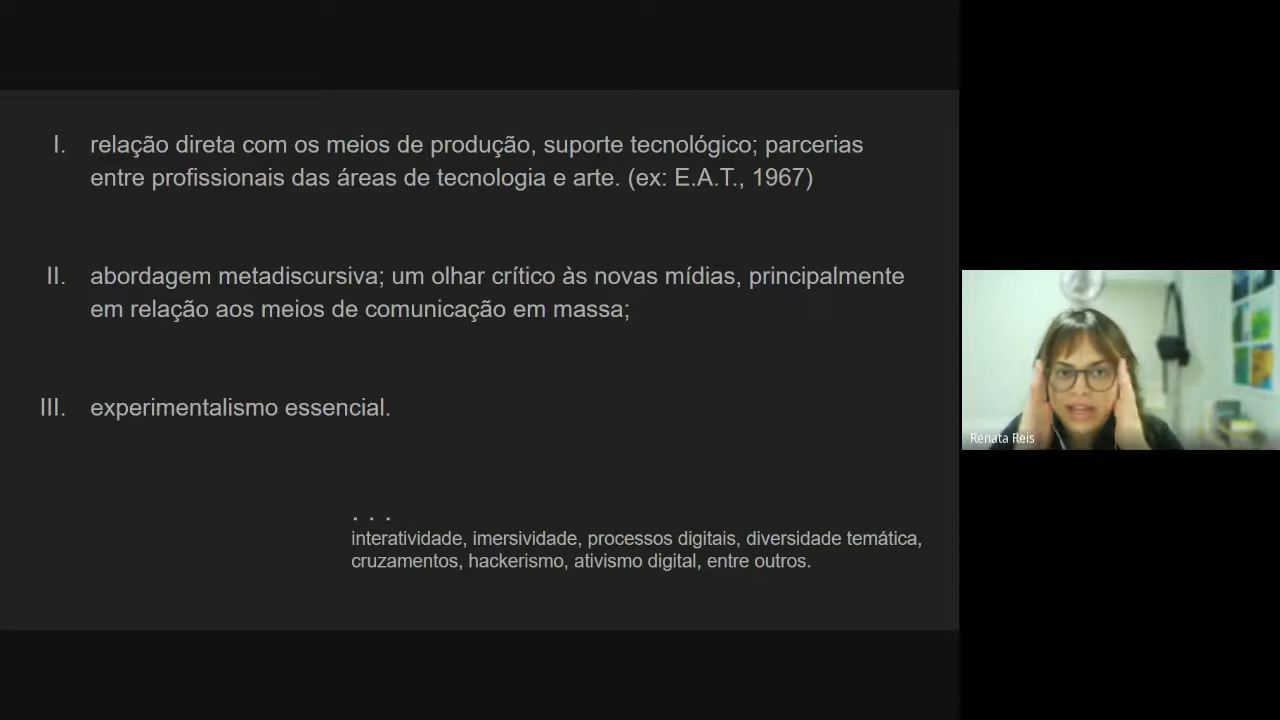 I. relação direta com os meios de produção, suporte tecnológico; parcerias
entre profissionais das áreas de tecnologia e arte. (ex: E.A.T., 1967)
II. abordagem metadiscursiva; um olhar crítico às novas mídias, principalmente
em relação aos meios de comunicação em massa;
III. experimentalismo essencial.
. . .
interatividade, imersividade, processos digitais, diversidade temática,
cruzamentos, hackerismo, ativismo digital, entre outros.
Renata Reis